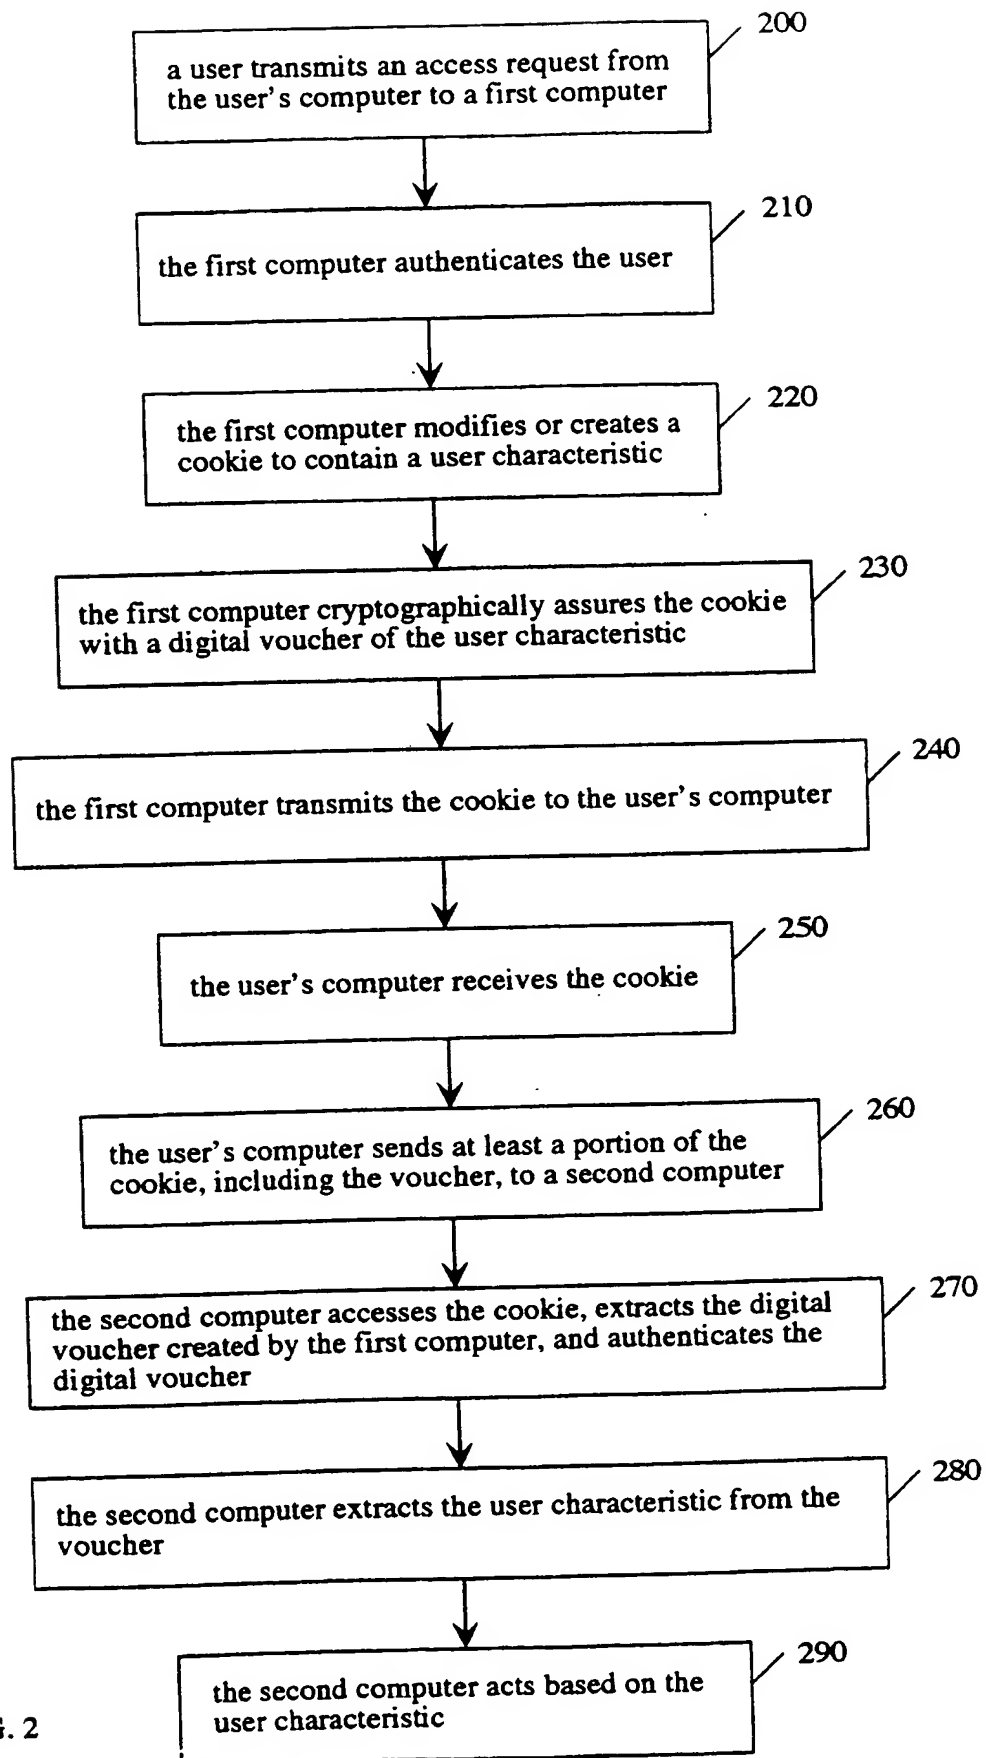 200
a user transmits an access request from
the user's computer to a first computer
210
the first computer authenticates the user
220
the first computer modifies or creates a
cookie to contain a user characteristic
230
the first computer cryptographically assures the cookie
with a digital voucher of the user characteristic
240
the first computer transmits the cookie to the user's computer
250
the user's computer receives the cookie
260
the user's computer sends at least a portion of the
cookie, including the voucher, to a second computer
270
the second computer accesses the cookie, extracts the digital
voucher created by the first computer, and authenticates the
digital voucher
280
the second computer extracts the user characteristic from the
voucher
290
the second computer acts based on the
user characteristic
2